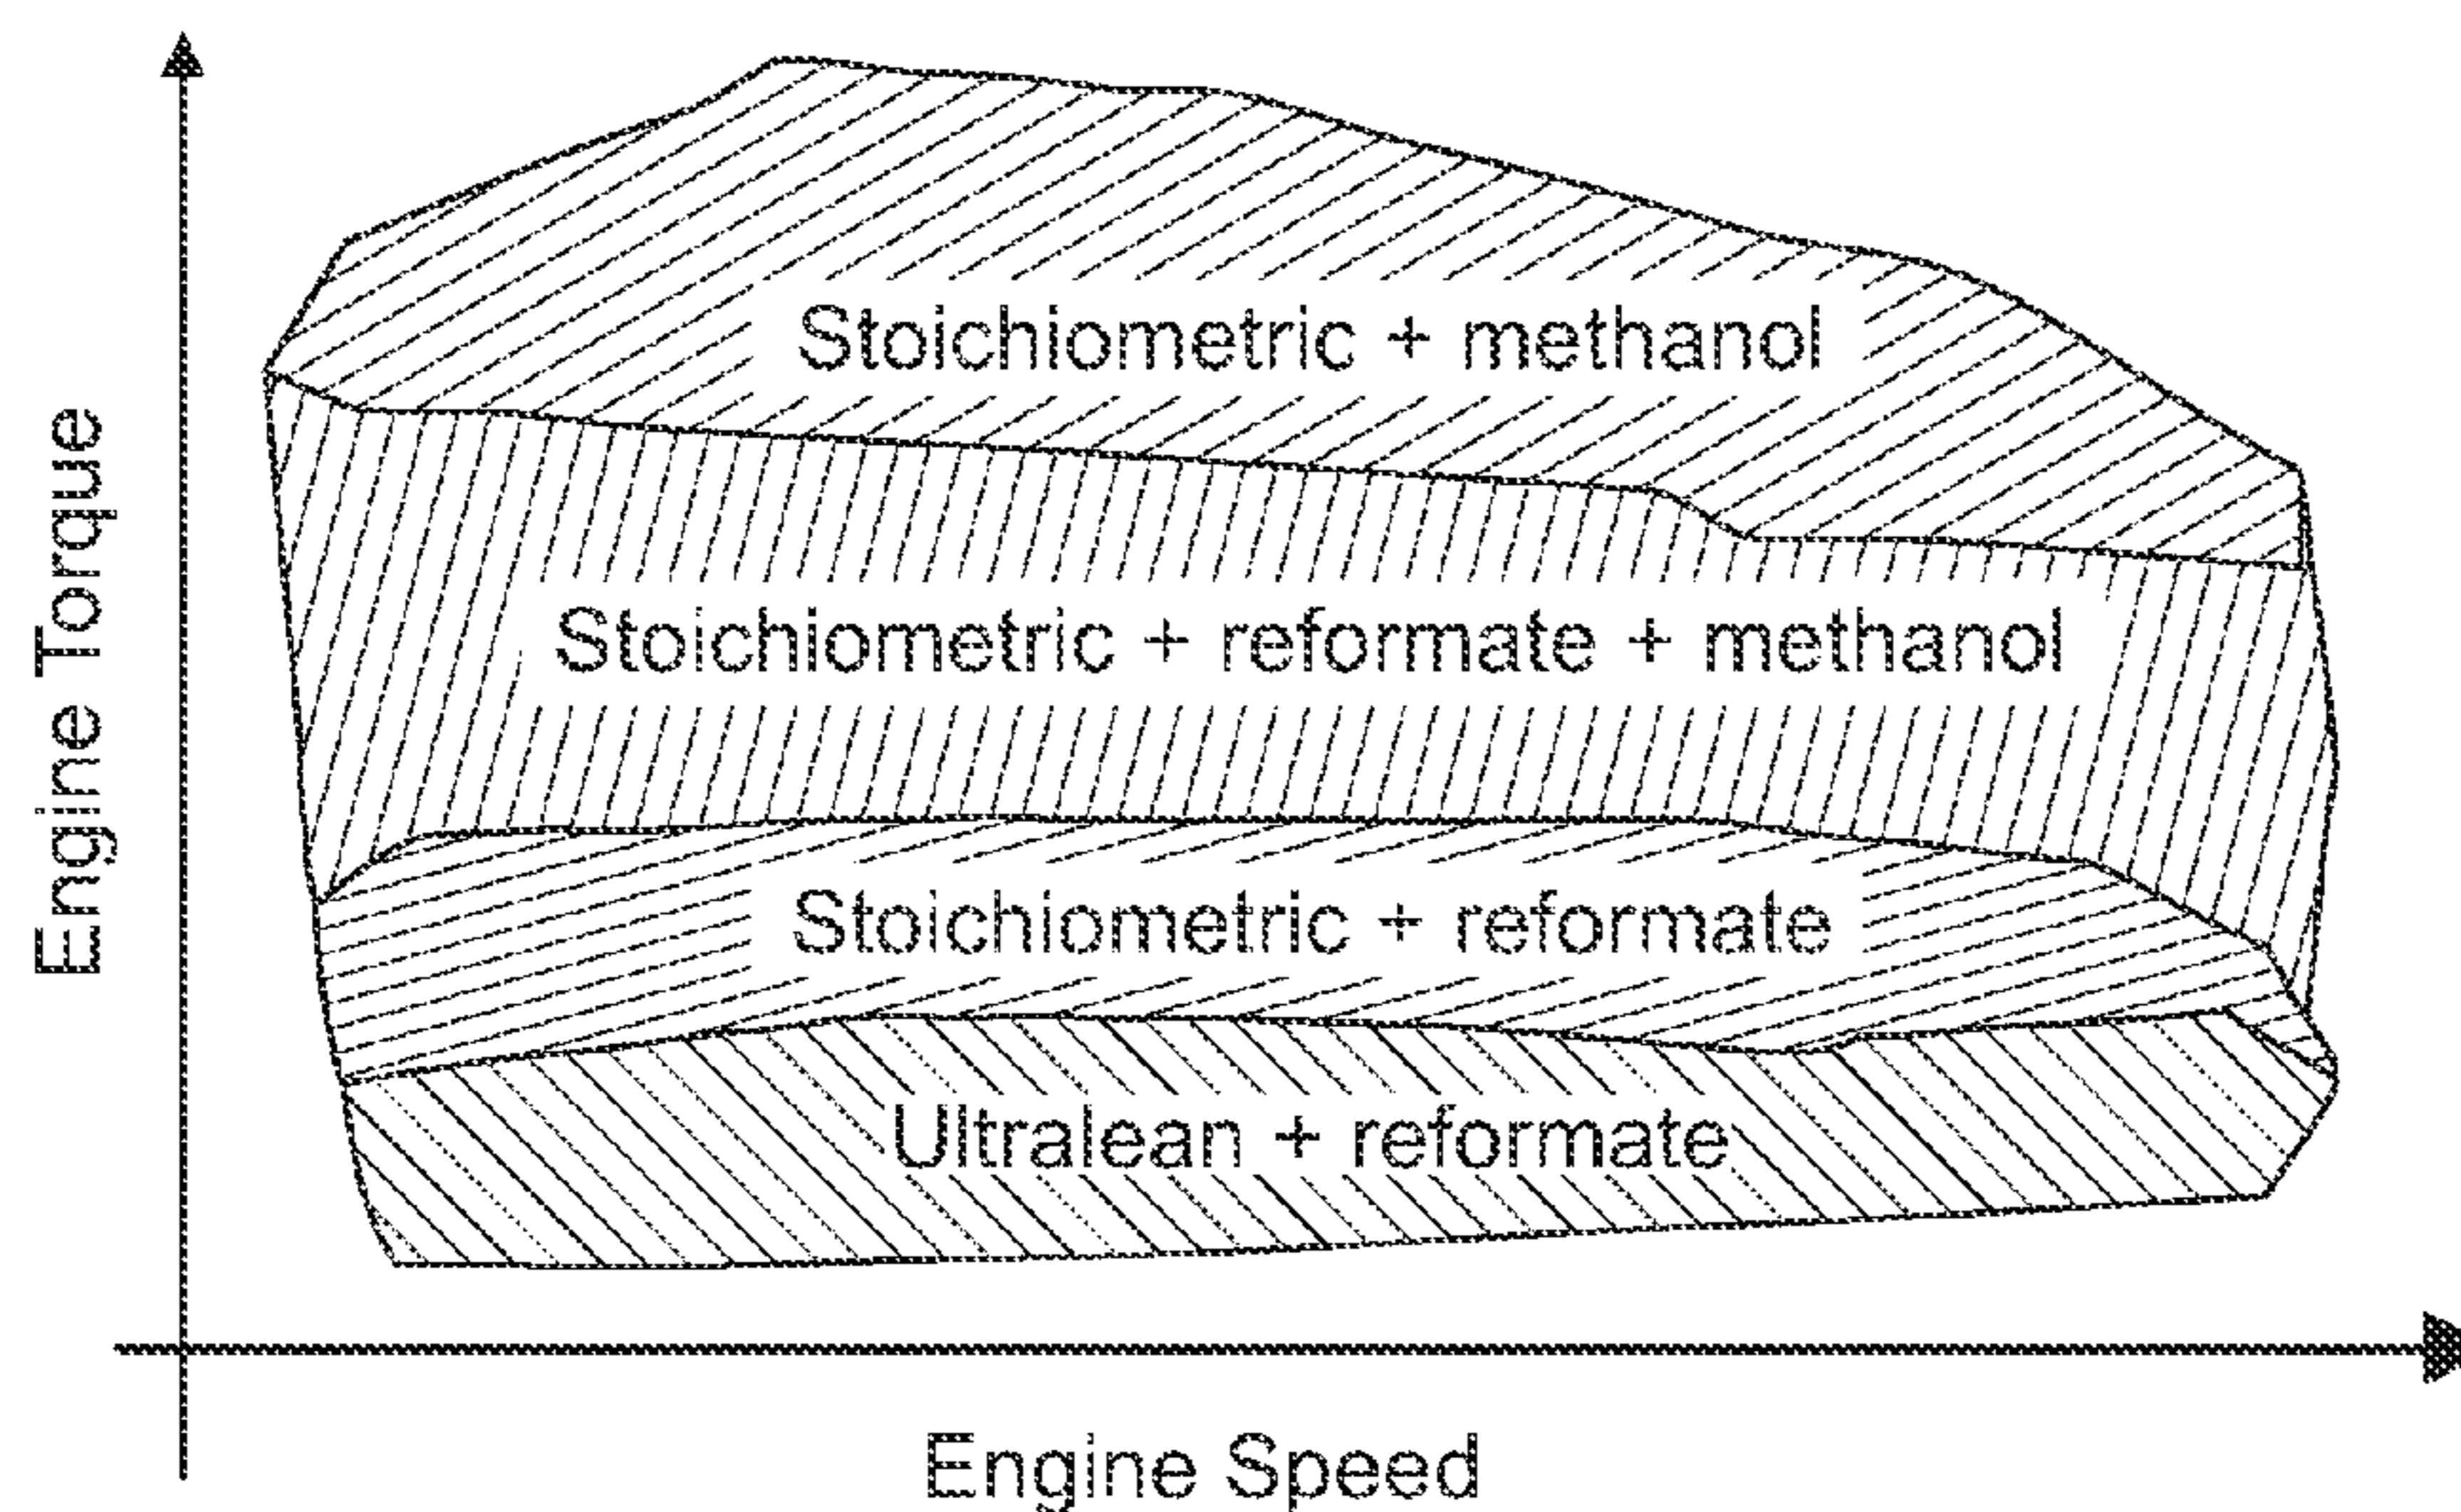 Engine Torque
Stoichiometric + methanol
Stoichiometric + reformate + methanol
Stoichiometric + reformate
Ultralean + reformate
Engine Speed